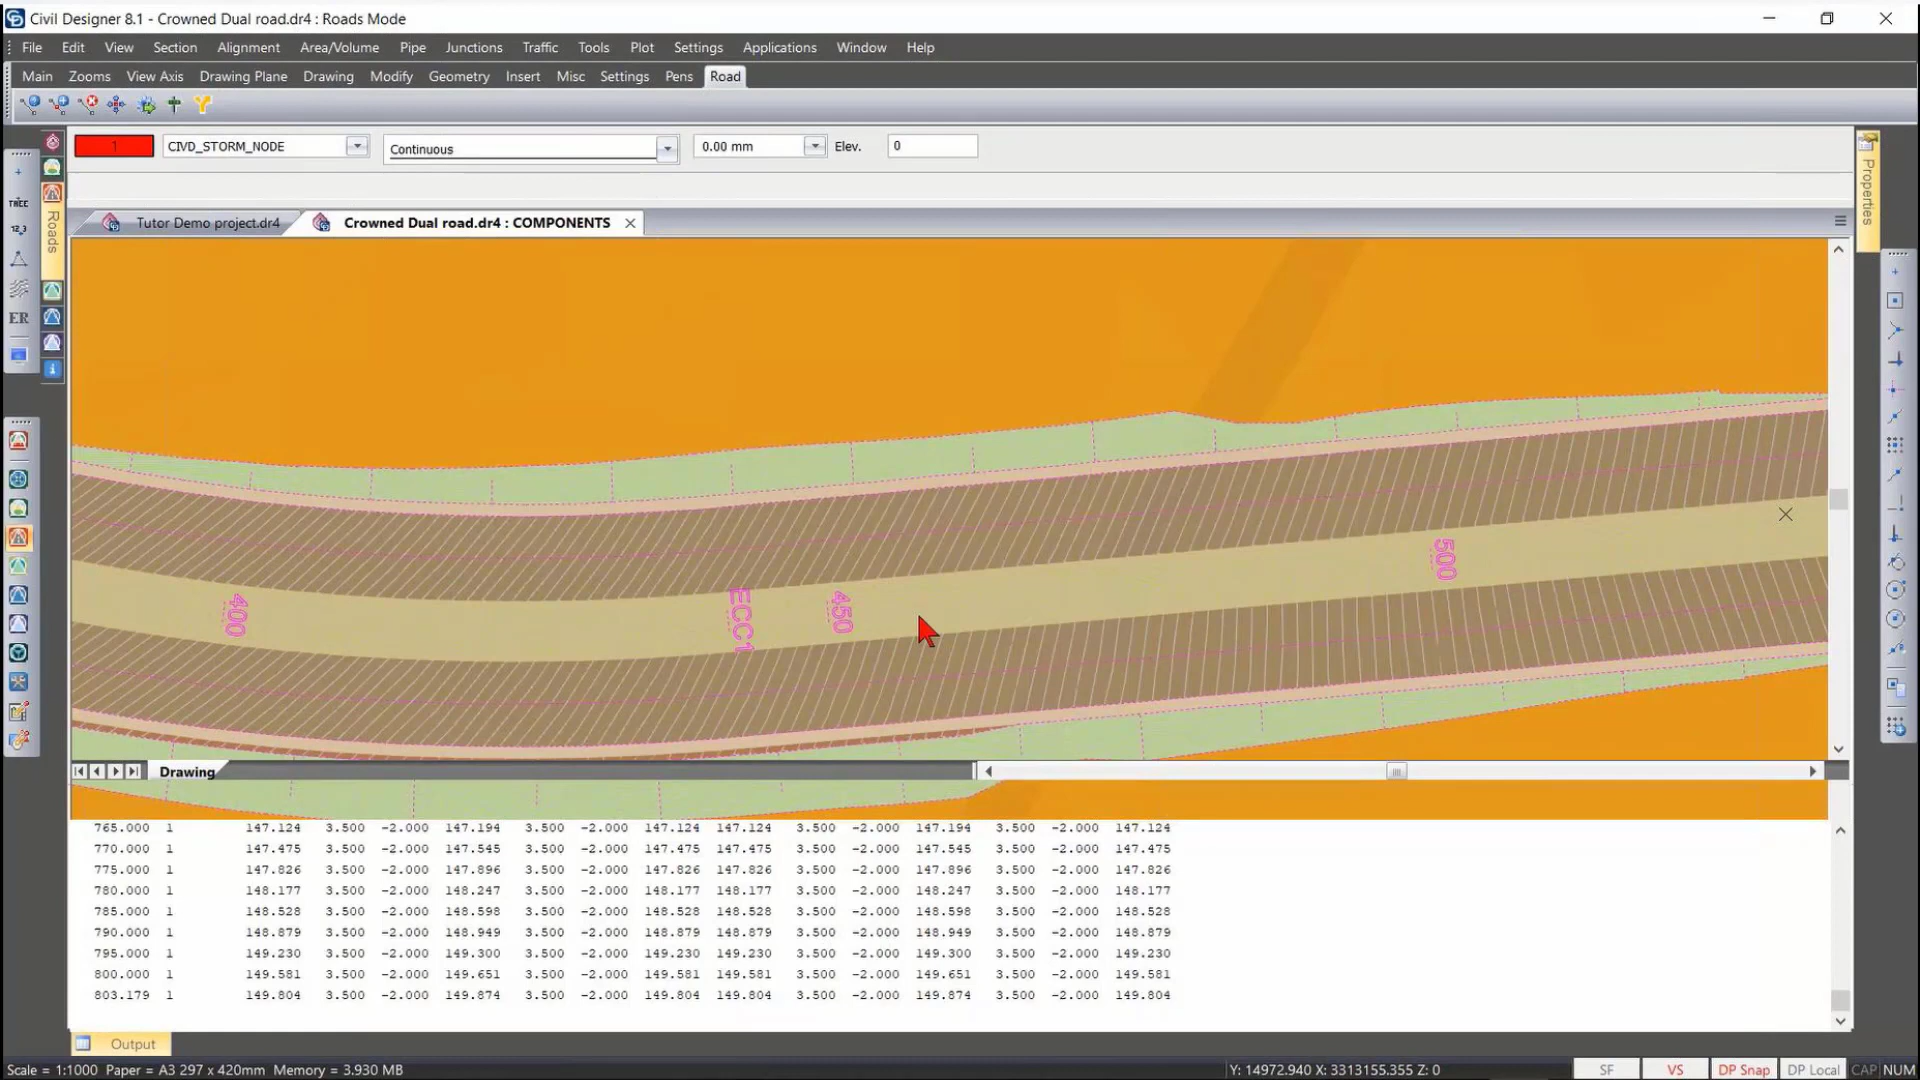 Civil Designer 8.1 - Crowned Dual road.dr4 : Roads Mode
File Edit View Section Alignment Area/Volume Pipe Junctions Traffic Tools Plot Settings Applications Window Help
Main Zooms View Axis Drawing Plane Drawing Modify Geometry Insert Misc Settings Pens Road
1 CIVD_STORM_NODE Continuous 0.00 mm Elev. 0
Properties
Roads
ER
Tutor Demo project.dr4 Crowned Dual road.dr4 : COMPONENTS
400 ECC1 450 500
Drawing
765.000 1 147.124 3.500 -2.000 147.194 3.500 -2.000 147.124 147.124 3.500 -2.000 147.194 3.500 -2.000 147.124
770.000 1 147.475 3.500 -2.000 147.545 3.500 -2.000 147.475 147.475 3.500 -2.000 147.545 3.500 -2.000 147.475
775.000 1 147.826 3.500 -2.000 147.896 3.500 -2.000 147.826 147.826 3.500 -2.000 147.896 3.500 -2.000 147.826
780.000 1 148.177 3.500 -2.000 148.247 3.500 -2.000 148.177 148.177 3.500 -2.000 148.247 3.500 -2.000 148.177
785.000 1 148.528 3.500 -2.000 148.598 3.500 -2.000 148.528 148.528 3.500 -2.000 148.598 3.500 -2.000 148.528
790.000 1 148.879 3.500 -2.000 148.949 3.500 -2.000 148.879 148.879 3.500 -2.000 148.949 3.500 -2.000 148.879
795.000 1 149.230 3.500 -2.000 149.300 3.500 -2.000 149.230 149.230 3.500 -2.000 149.300 3.500 -2.000 149.230
800.000 1 149.581 3.500 -2.000 149.651 3.500 -2.000 149.581 149.581 3.500 -2.000 149.651 3.500 -2.000 149.581
803.179 1 149.804 3.500 -2.000 149.874 3.500 -2.000 149.804 149.804 3.500 -2.000 149.874 3.500 -2.000 149.804
Output
Scale = 1:1000 Paper = A3 297 x 420mm Memory = 3.930 MB Y: 14972.940 X: 3313155.355 Z: 0 SF VS DP Snap DP Local CAP NUM